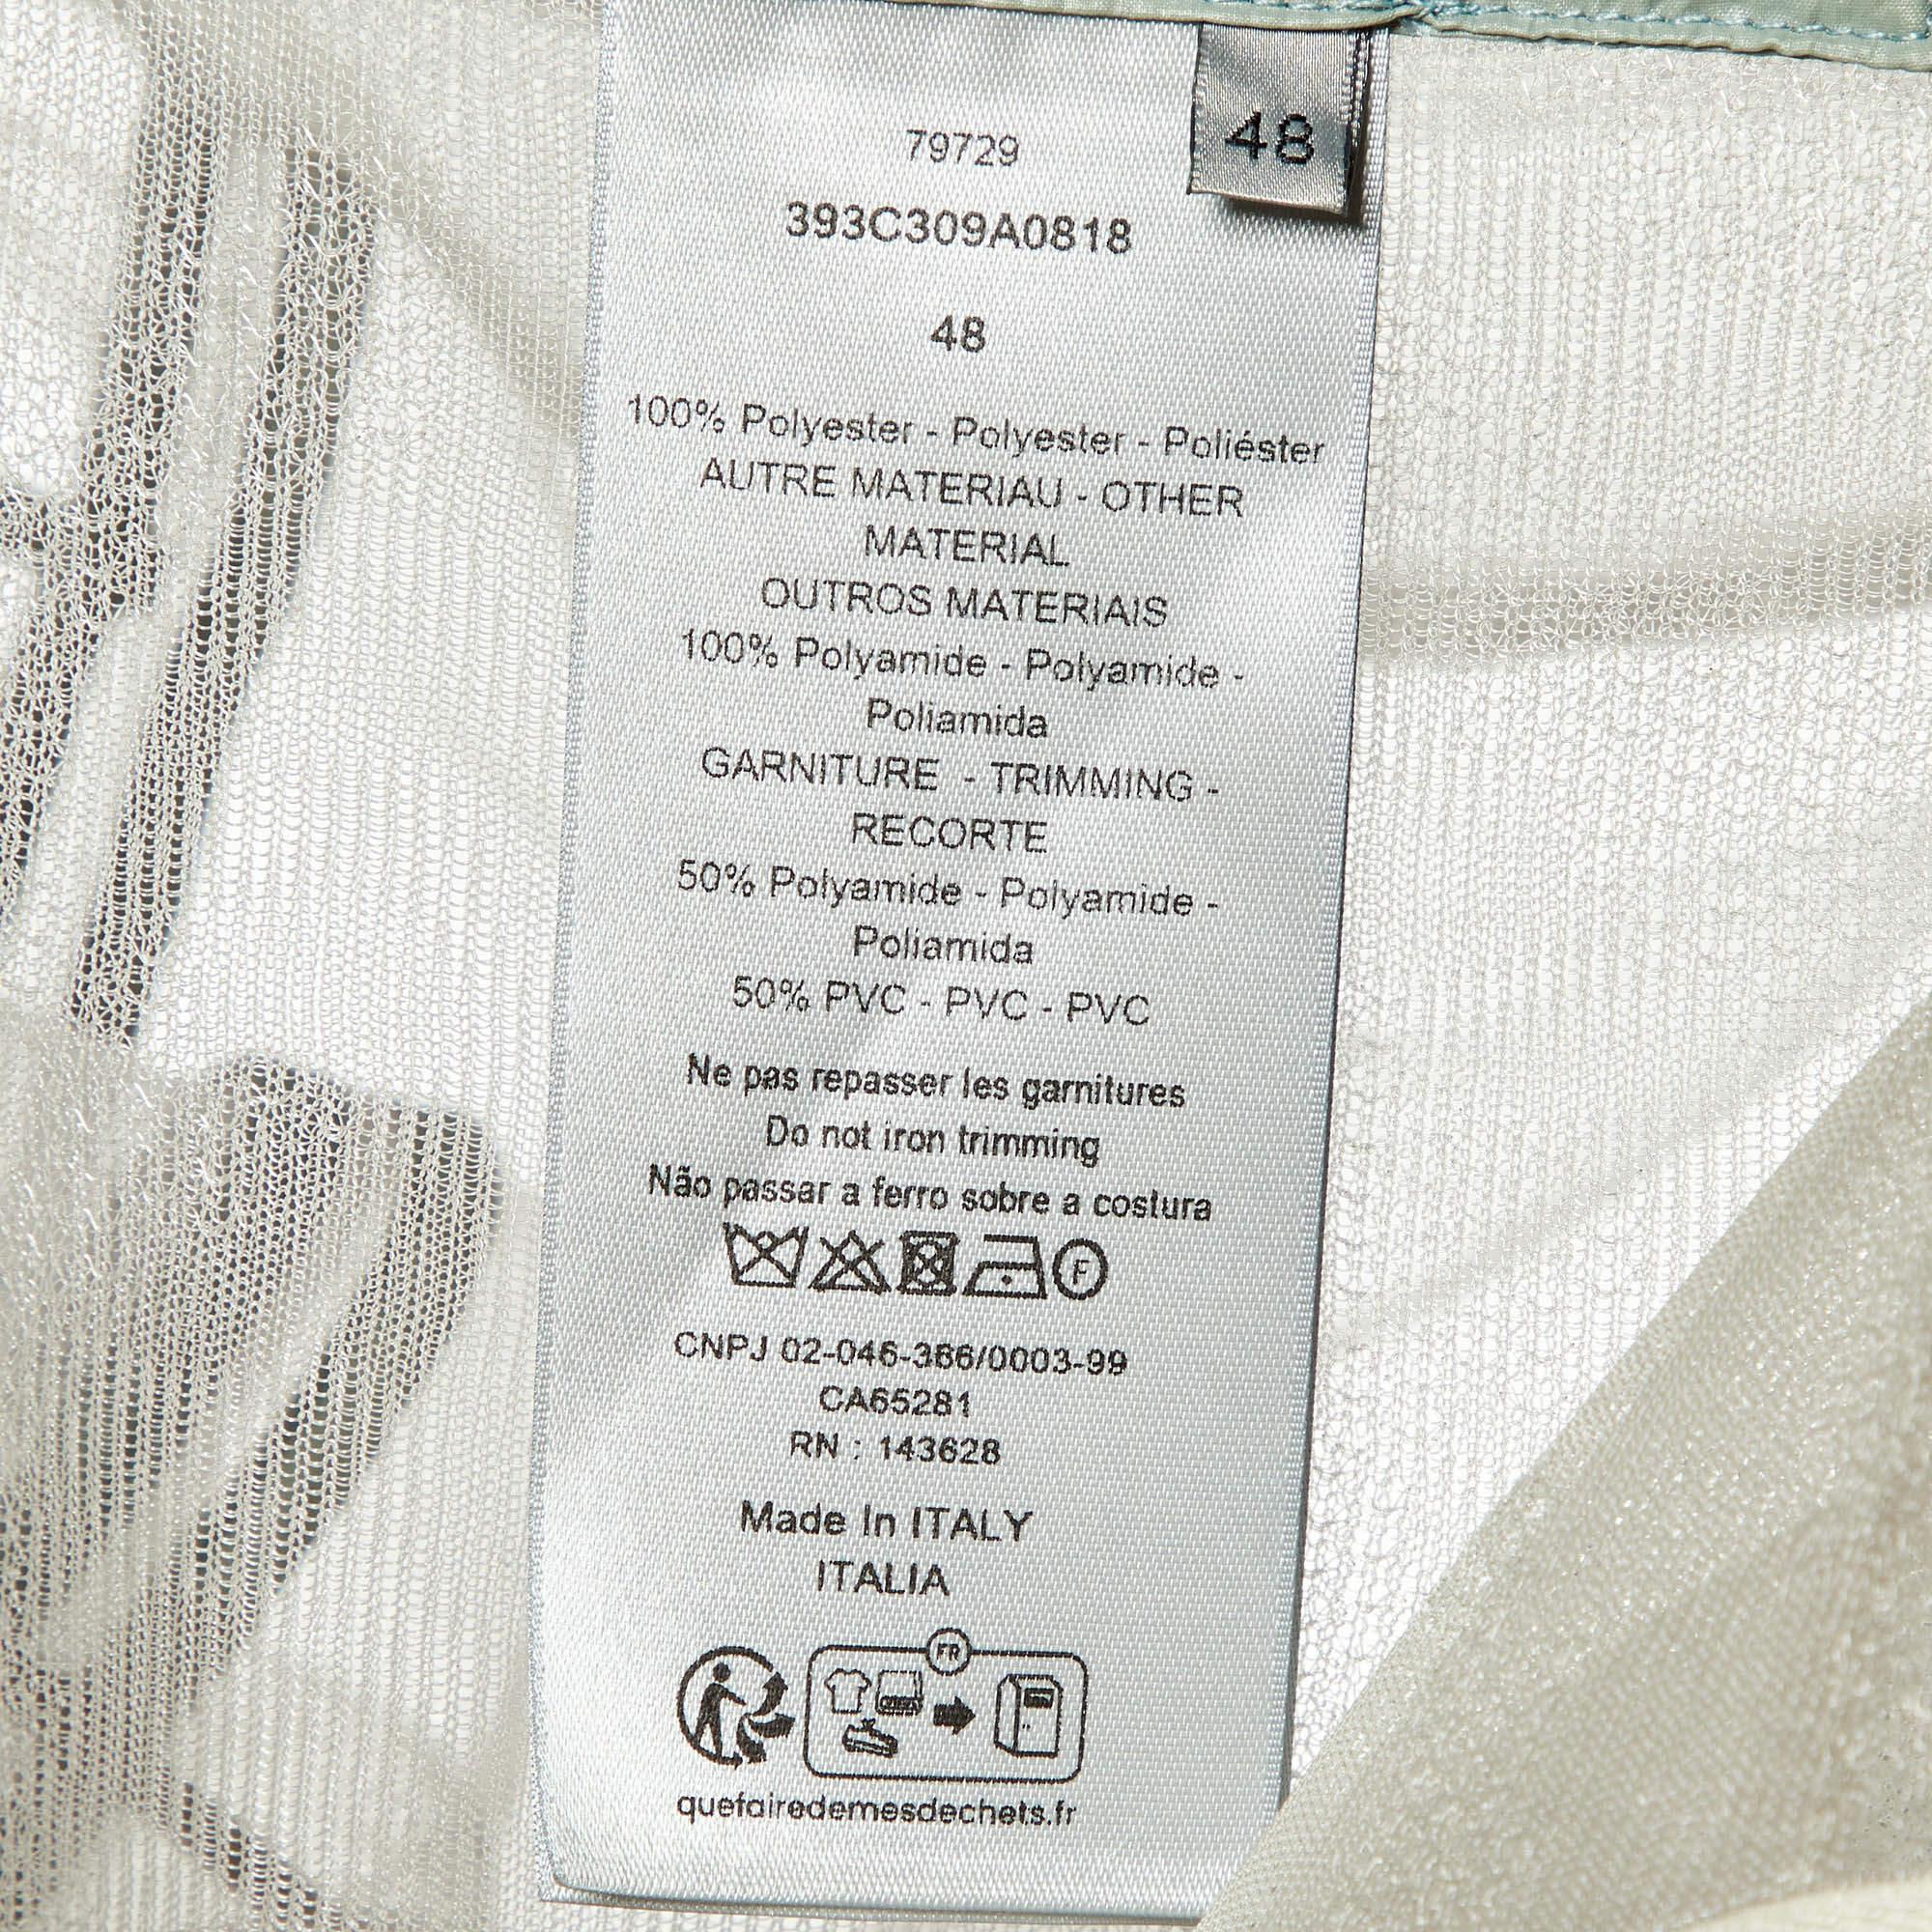 48
79729
393C309A0818
48
100% Polyester - Polyester - Poliéster
AUTRE MATERIAU - OTHER
MATERIAL
OUTROS MATERIAIS
100% Polyamide - Polyamide -
Poliamida
GARNITURE - TRIMMING -
RECORTE
50% Polyamide - Polyamide -
Poliamida
50% PVC - PVC - PVC
Ne pas repasser les garnitures
Do not iron trimming
Não passar a ferro sobre a costura
F
CNPJ 02-046-366/0003-99
CA65281
RN : 143628
Made In ITALY
ITALIA
FR
quefairedemesdechets.fr